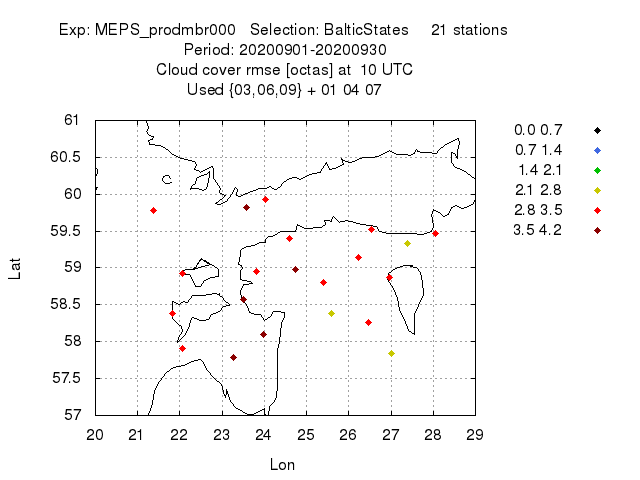 Exp: MEPS_prodmbr000 Selection: BalticStates 21 stations
Period: 20200901-20200930
Cloud cover rmse [octas] at 10 UTC
Used {03,06,09} + 01 04 07
61
60.5
60
59.5
59
58.5
58
57.5
57
Lat
20 21 22 23 24 25 26 27 28 29
Lon
0.0 0.7
0.7 1.4
1.4 2.1
2.1 2.8
2.8 3.5
3.5 4.2